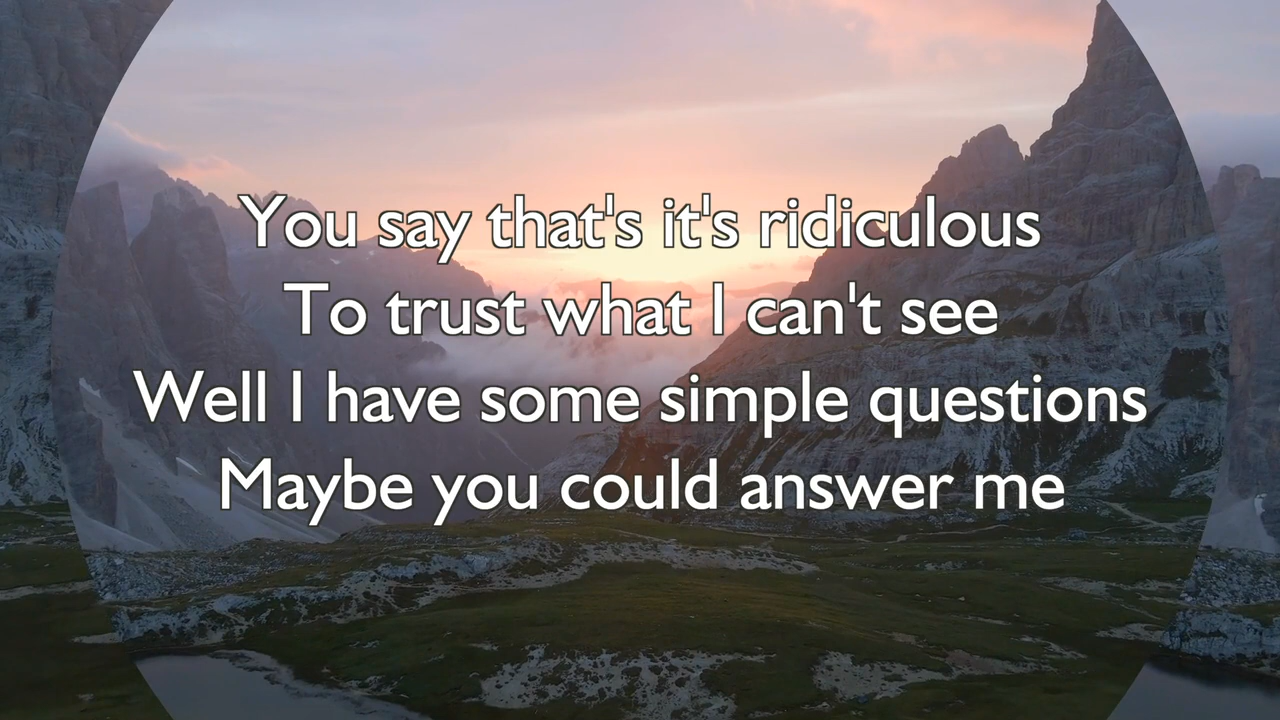 You say that's it's ridiculous
To trust what I can't see
Well I have some simple questions
Maybe you could answer me